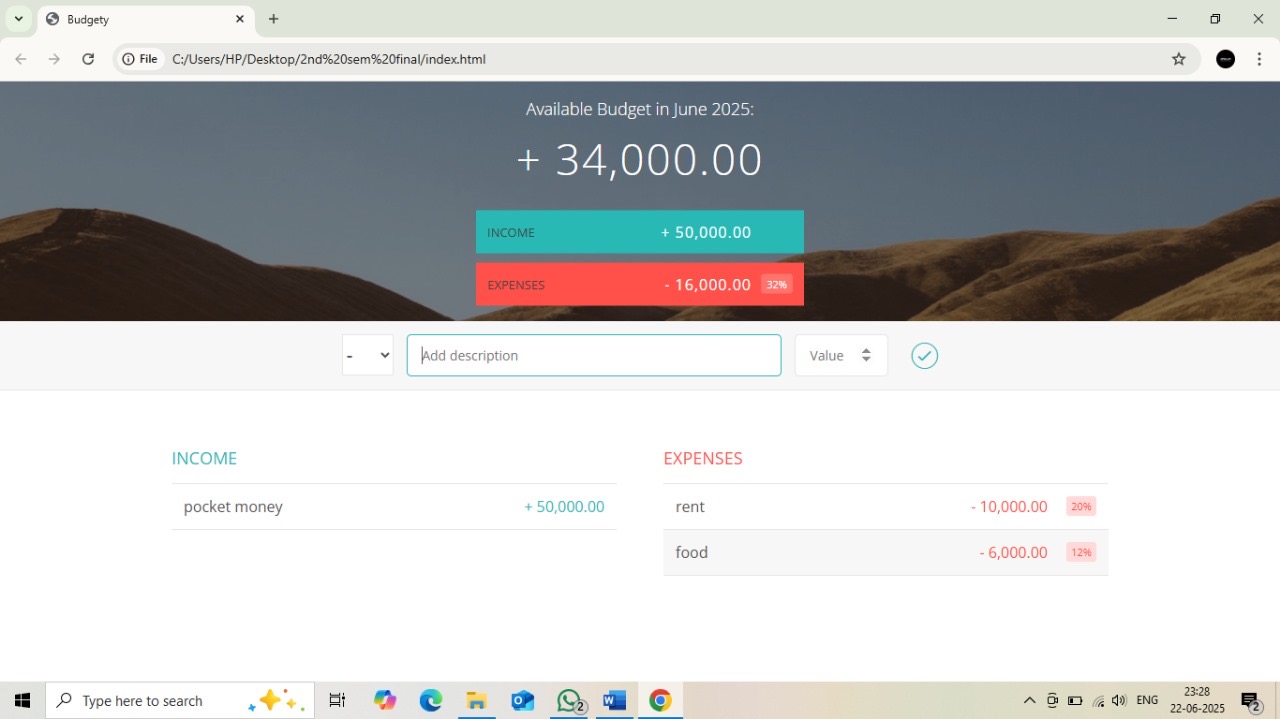 Budgety
File C:/Users/HP/Desktop/2nd%20sem%20final/index.html
Available Budget in June 2025:
+ 34,000.00
INCOME + 50,000.00
EXPENSES - 16,000.00 32%
- Add description Value
INCOME
pocket money + 50,000.00
EXPENSES
rent - 10,000.00 20%
food - 6,000.00 12%
Type here to search
2
ENG
23:28
22-06-2025
2